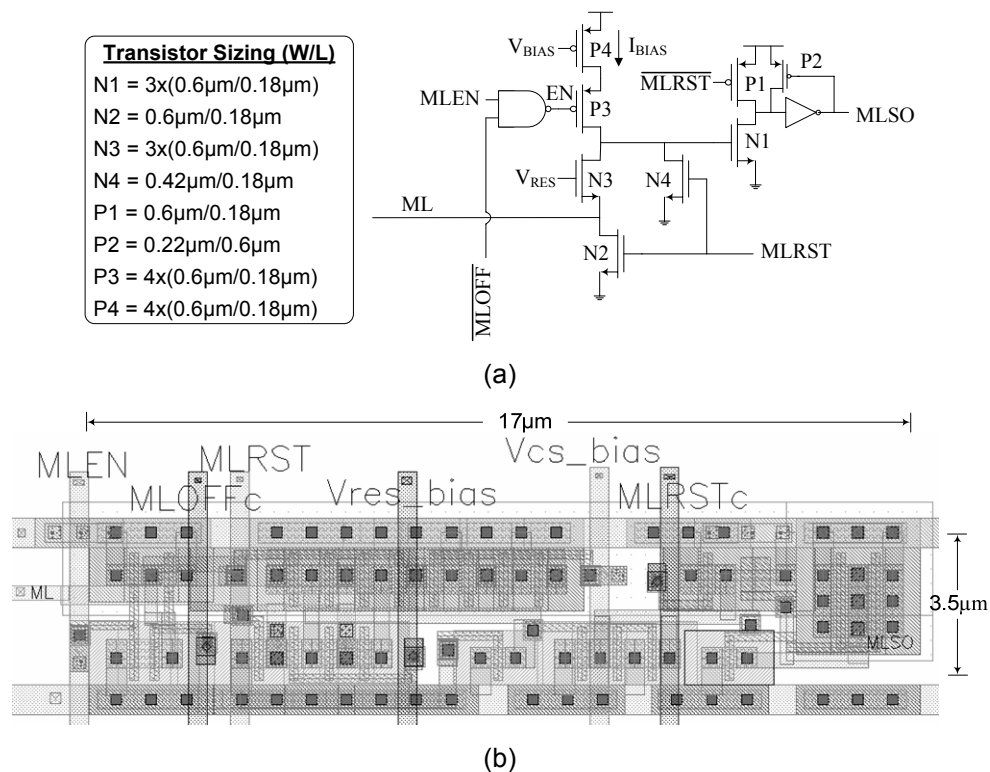 Transistor Sizing (W/L)
N1 = 3x(0.6µm/0.18µm)
N2 = 0.6µm/0.18µm
N3 = 3x(0.6µm/0.18µm)
N4 = 0.42µm/0.18µm
P1 = 0.6µm/0.18µm
P2 = 0.22µm/0.6µm
P3 = 4x(0.6µm/0.18µm)
P4 = 4x(0.6µm/0.18µm)
VBIAS
P4
IBIAS
MLRST
P1
P2
MLEN
EN
P3
MLSO
N1
VRES
N3
N4
ML
N2
MLRST
MLOFF
(a)
17µm
MLEN
MLRST
Vcs_bias
MLOFFc
Vres_bias
MLRSTc
ML
3.5µm
MLSO
(b)